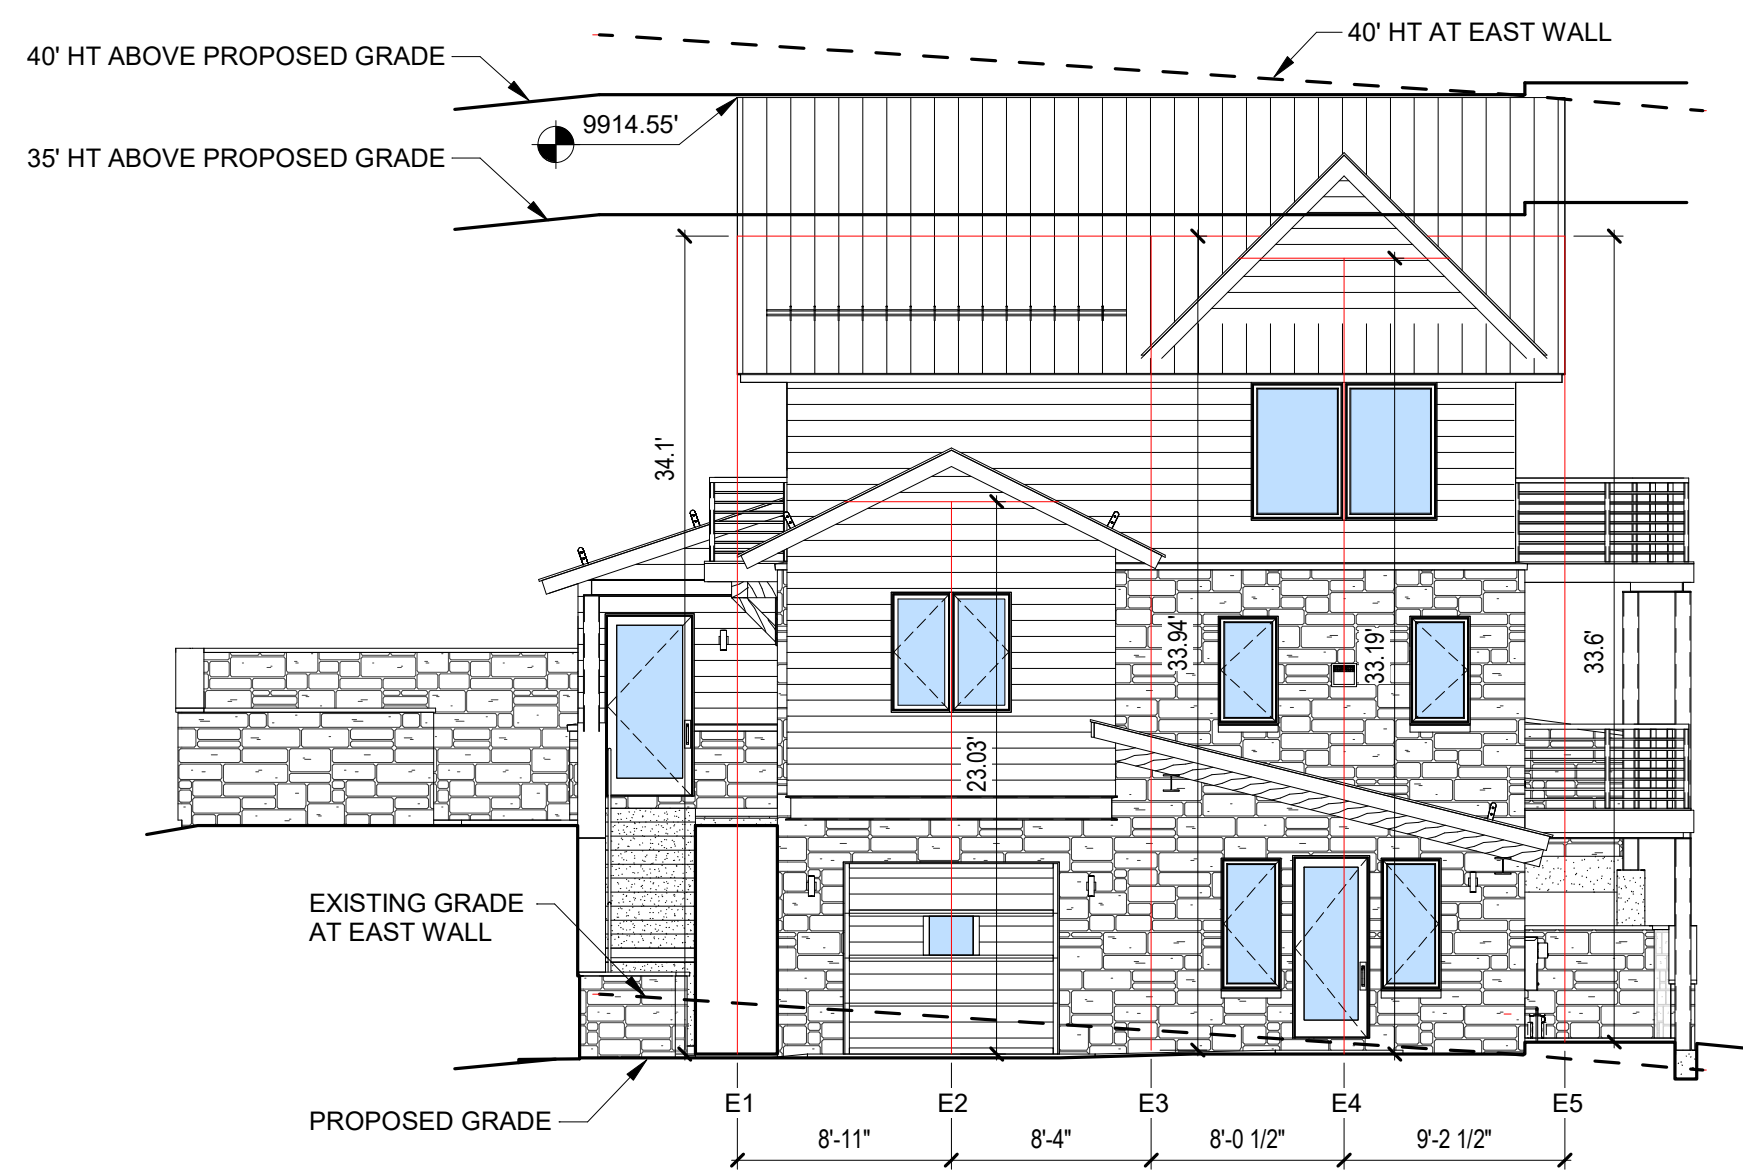 40' HT AT EAST WALL
40' HT ABOVE PROPOSED GRADE
9914.55'
35' HT ABOVE PROPOSED GRADE
34.1'
33.94'
33.19'
33.6'
23.03'
EXISTING GRADE
AT EAST WALL
PROPOSED GRADE
E1 E2 E3 E4 E5
8'-11" 8'-4" 8'-0 1/2" 9'-2 1/2"